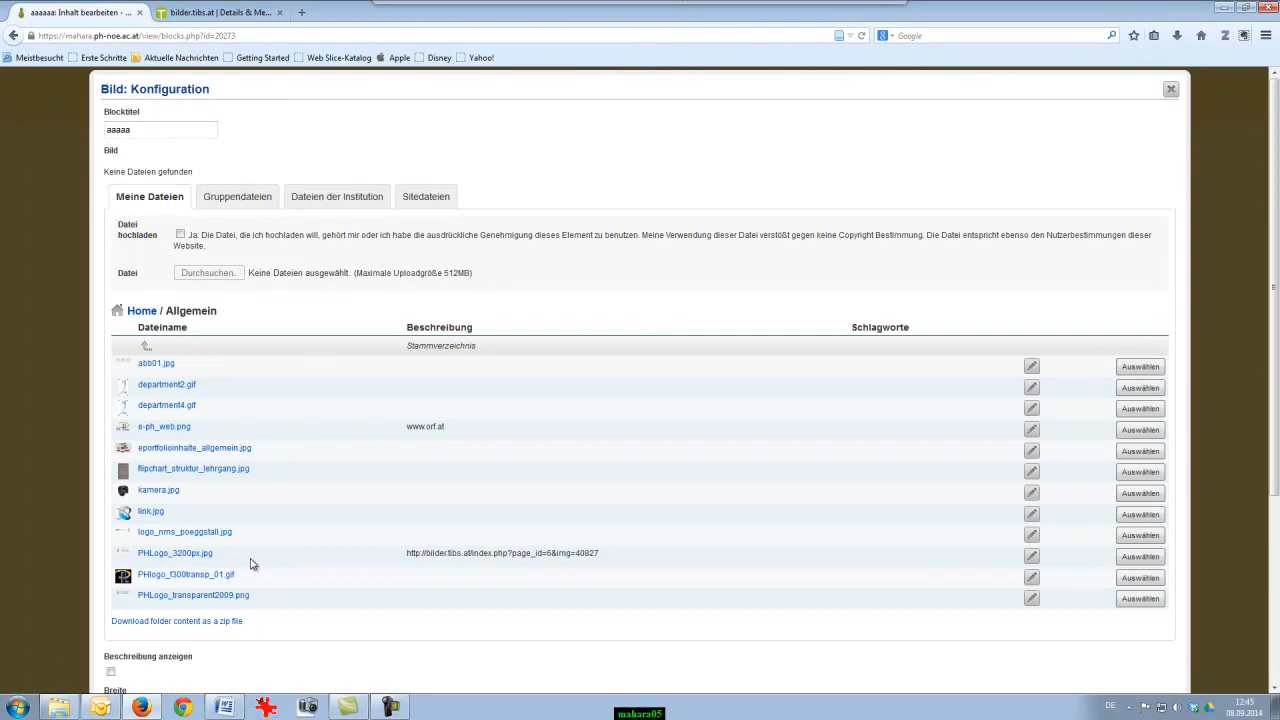 aaaaaa: Inhalt bearbeiten - ...
bilder.tibs.at | Details & Me...
https://mahara.ph-noe.ac.at/view/blocks.php?id=20273
Google
Meistbesucht Erste Schritte Aktuelle Nachrichten Getting Started Web Slice-Katalog Apple Disney Yahoo!
Bild: Konfiguration
Blocktitel
aaaaa
Bild
Keine Dateien gefunden
Meine Dateien Gruppendateien Dateien der Institution Sitedateien
Datei hochladen
Ja: Die Datei, die ich hochladen will, gehört mir oder ich habe die ausdrückliche Genehmigung dieses Element zu benutzen. Meine Verwendung dieser Datei verstößt gegen keine Copyright Bestimmung. Die Datei entspricht ebenso den Nutzerbestimmungen dieser
Website.
Datei Durchsuchen... Keine Dateien ausgewählt. (Maximale Uploadgröße 512MB)
Home / Allgemein
Dateiname Beschreibung Schlagworte
Stammverzeichnis
abb01.jpg Auswählen
department2.gif Auswählen
department4.gif Auswählen
e-ph_web.png www.orf.at Auswählen
eportfolioinhalte_allgemein.jpg Auswählen
flipchart_struktur_lehrgang.jpg Auswählen
kamera.jpg Auswählen
link.jpg Auswählen
logo_nms_poeggstall.jpg Auswählen
PHLogo_3200px.jpg http://bilder.tibs.at/index.php?page_id=6&img=40827 Auswählen
PHlogo_f300transp_01.gif Auswählen
PHLogo_transparent2009.png Auswählen
Download folder content as a zip file
Beschreibung anzeigen
Breite
DE 12:45
08.09.2014
mahara05